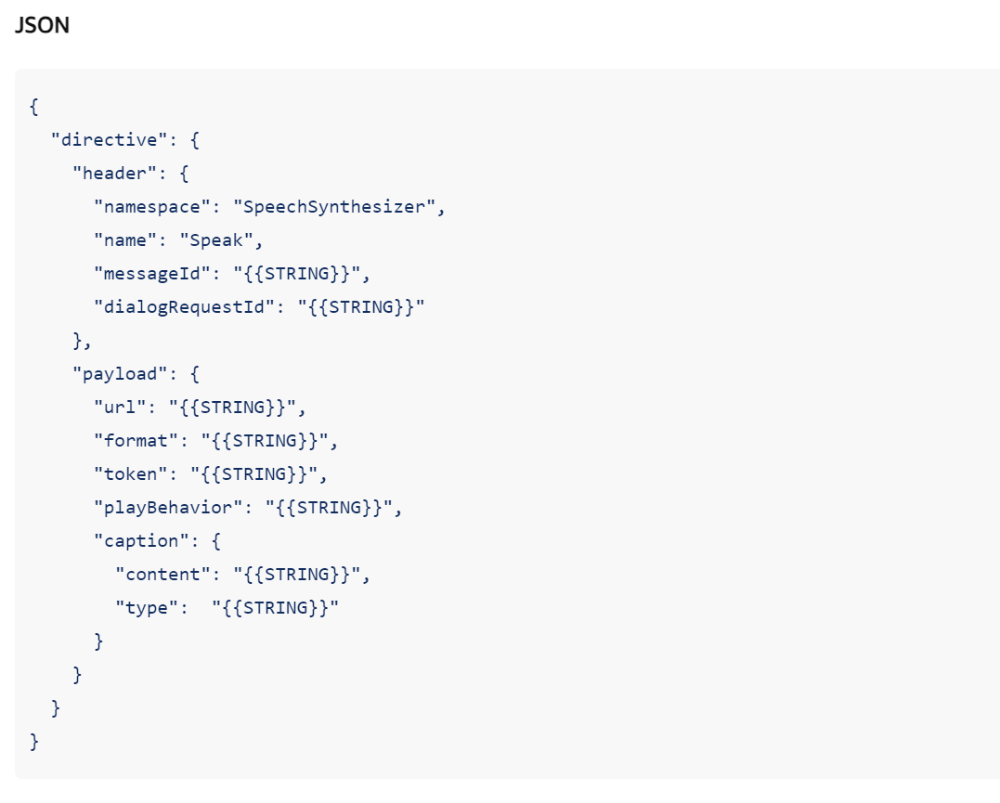 JSON
{
  "directive": {
    "header": {
      "namespace": "SpeechSynthesizer",
      "name": "Speak",
      "messageId": "{{STRING}}",
      "dialogRequestId": "{{STRING}}"
    },
    "payload": {
      "url": "{{STRING}}",
      "format": "{{STRING}}",
      "token": "{{STRING}}",
      "playBehavior": "{{STRING}}",
      "caption": {
        "content": "{{STRING}}",
        "type":  "{{STRING}}"
      }
    }
  }
}